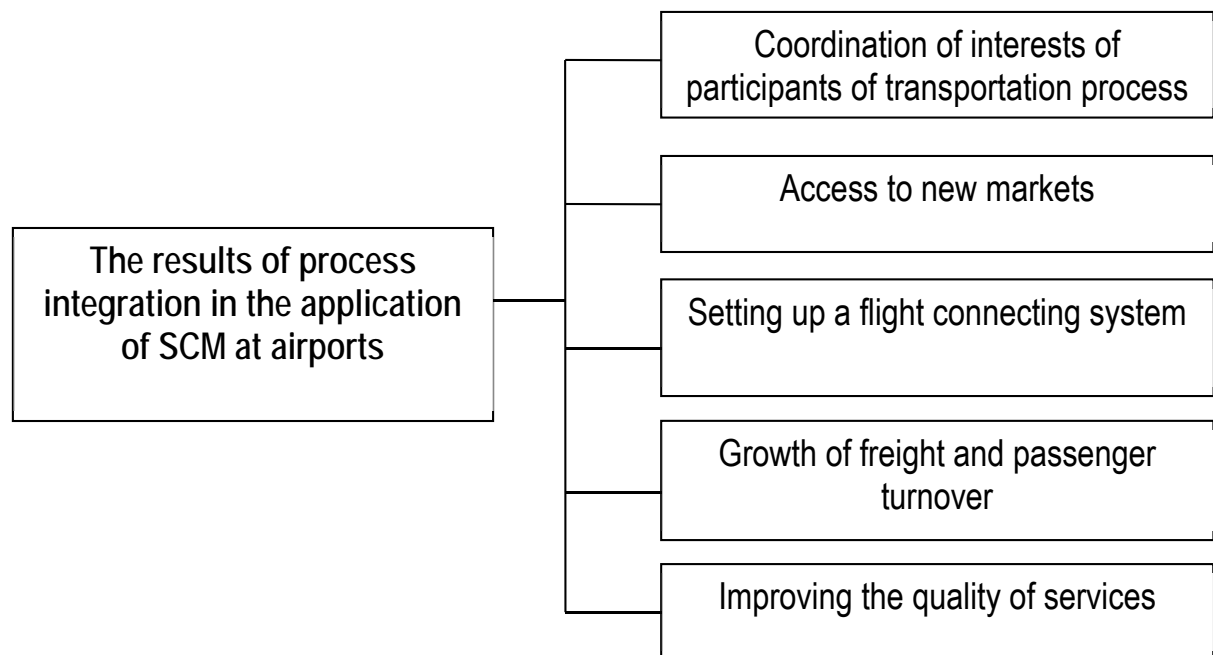 Coordination of interests of
participants of transportation process
Access to new markets
The results of process
integration in the application
of SCM at airports
Setting up a flight connecting system
Growth of freight and passenger
turnover
Improving the quality of services